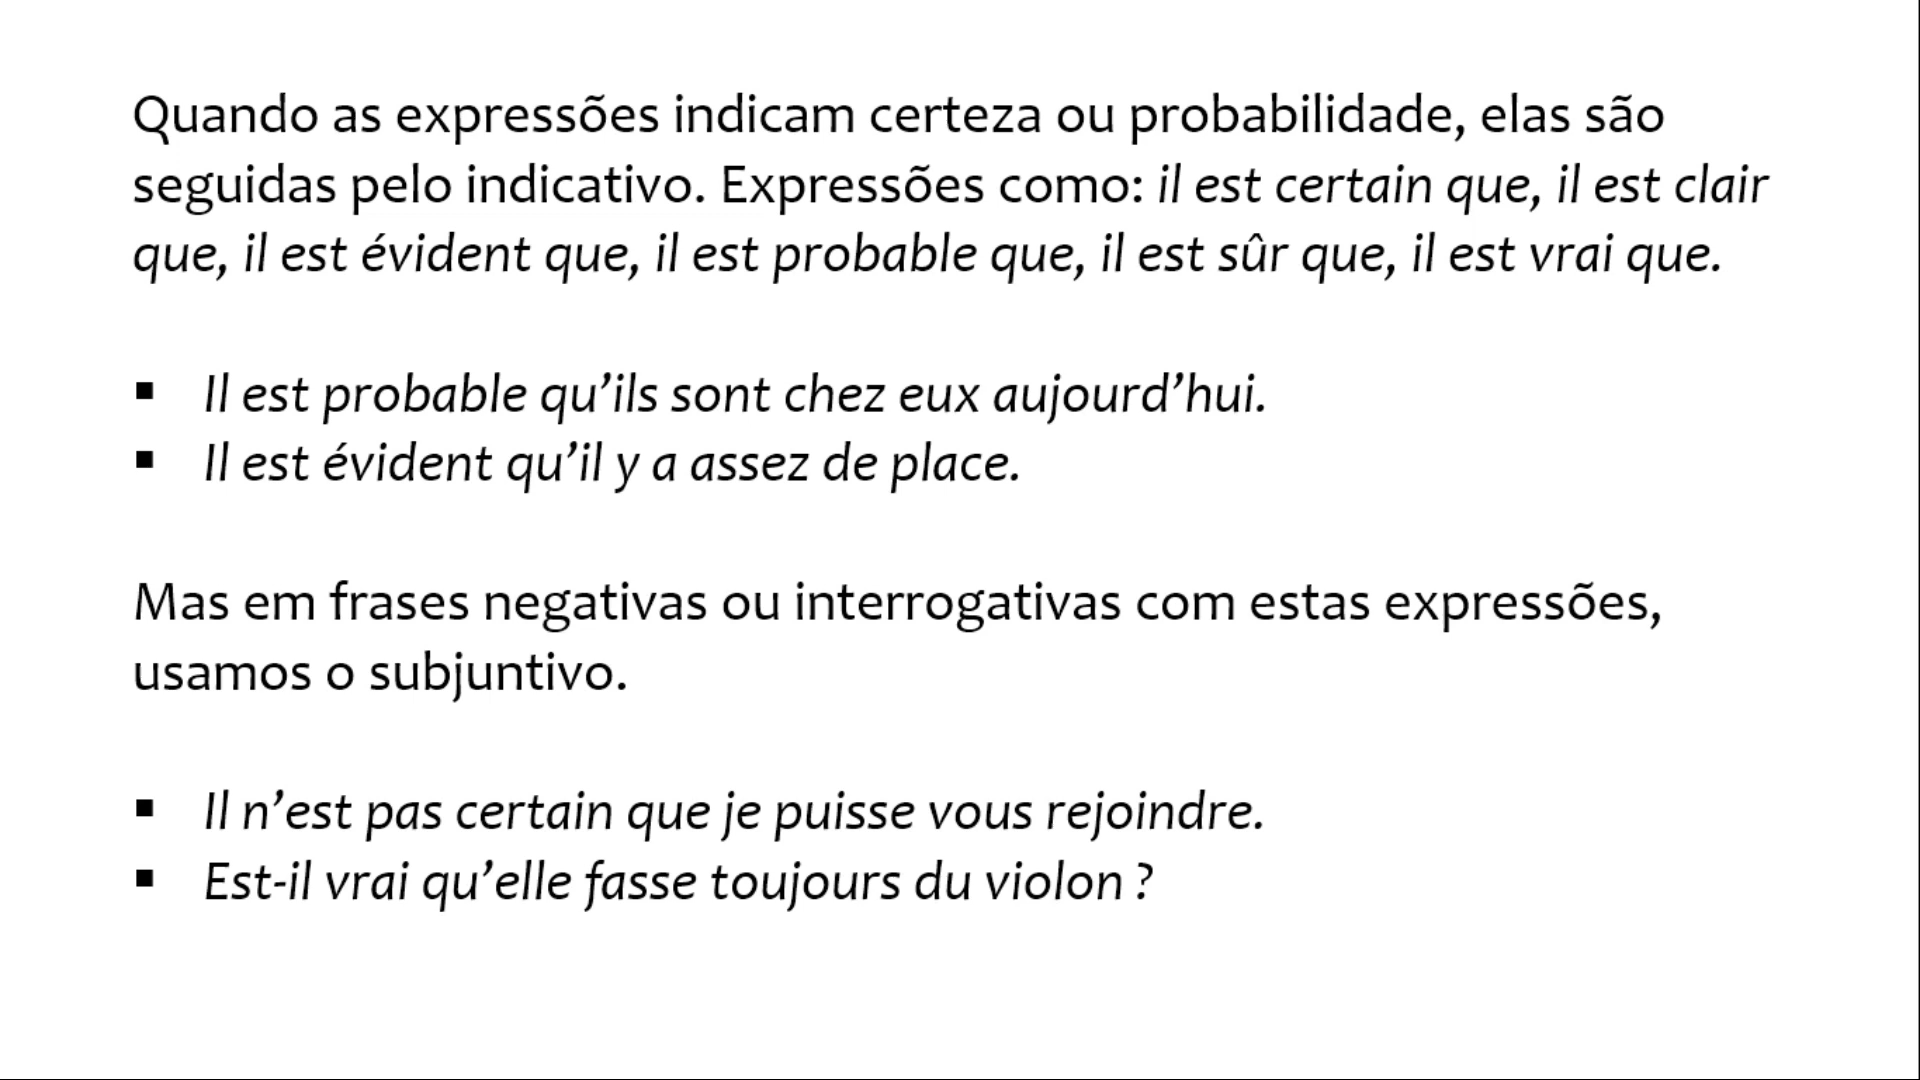 Quando as expressões indicam certeza ou probabilidade, elas são
seguidas pelo indicativo. Expressões como: il est certain que, il est clair
que, il est évident que, il est probable que, il est sûr que, il est vrai que.
▪ Il est probable qu’ils sont chez eux aujourd’hui.
▪ Il est évident qu’il y a assez de place.
Mas em frases negativas ou interrogativas com estas expressões,
usamos o subjuntivo.
▪ Il n’est pas certain que je puisse vous rejoindre.
▪ Est-il vrai qu’elle fasse toujours du violon ?